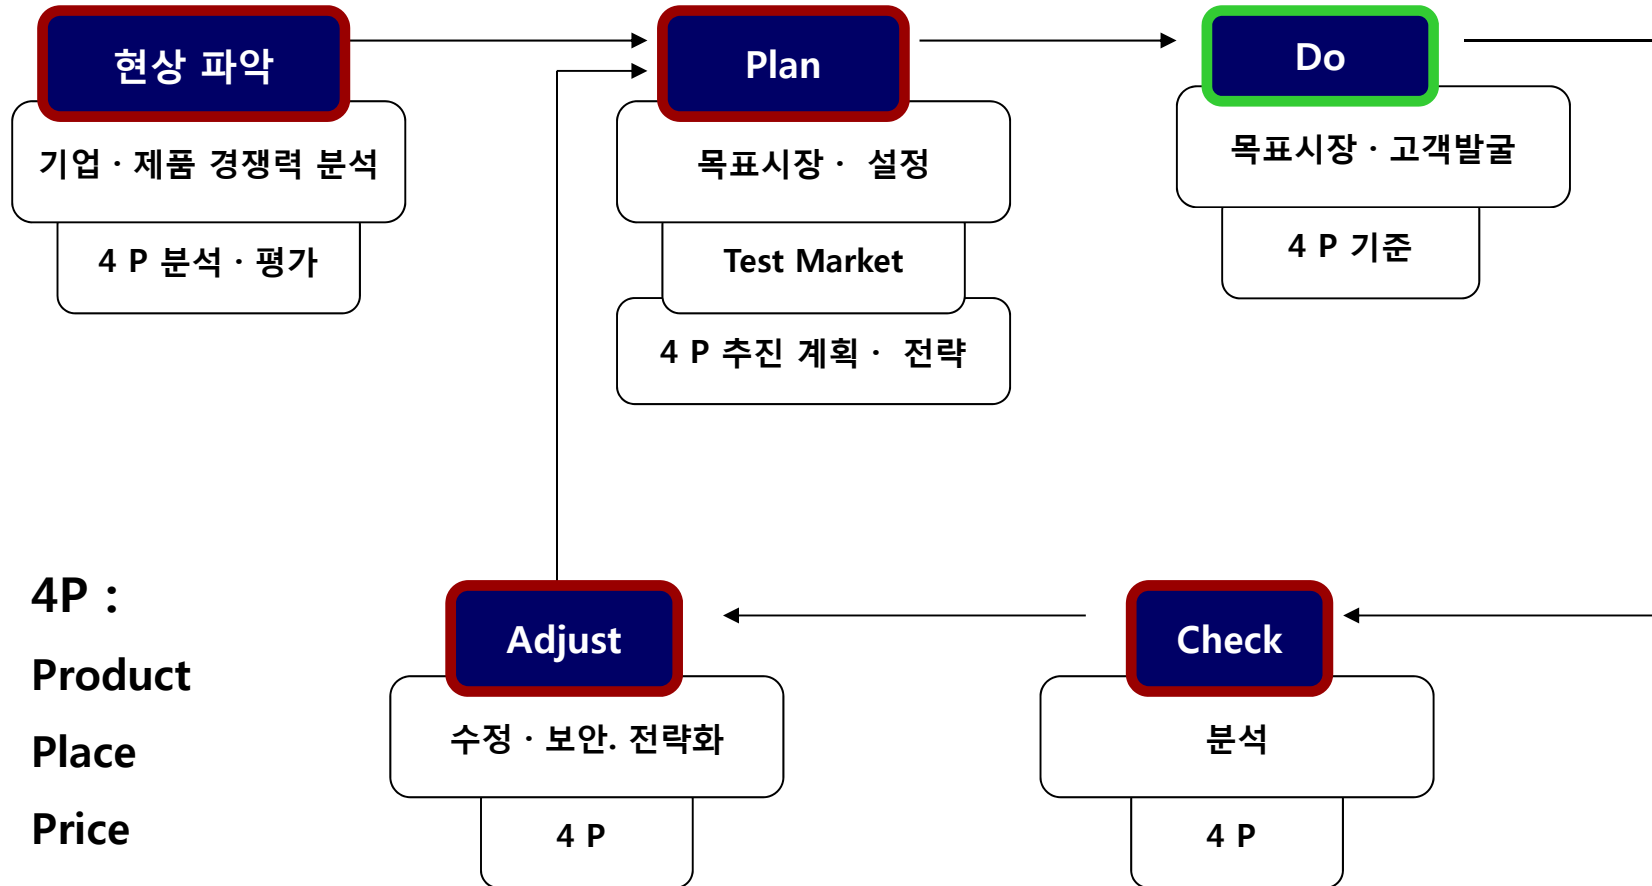 현상 파악
기업 · 제품 경쟁력 분석
4 P 분석 · 평가
Plan
목표시장 · 설정
Test Market
4 P 추진 계획 · 전략
Do
목표시장 · 고객발굴
4 P 기준
4P :
Product
Place
Price
Adjust
수정 · 보안. 전략화
4 P
Check
분석
4 P